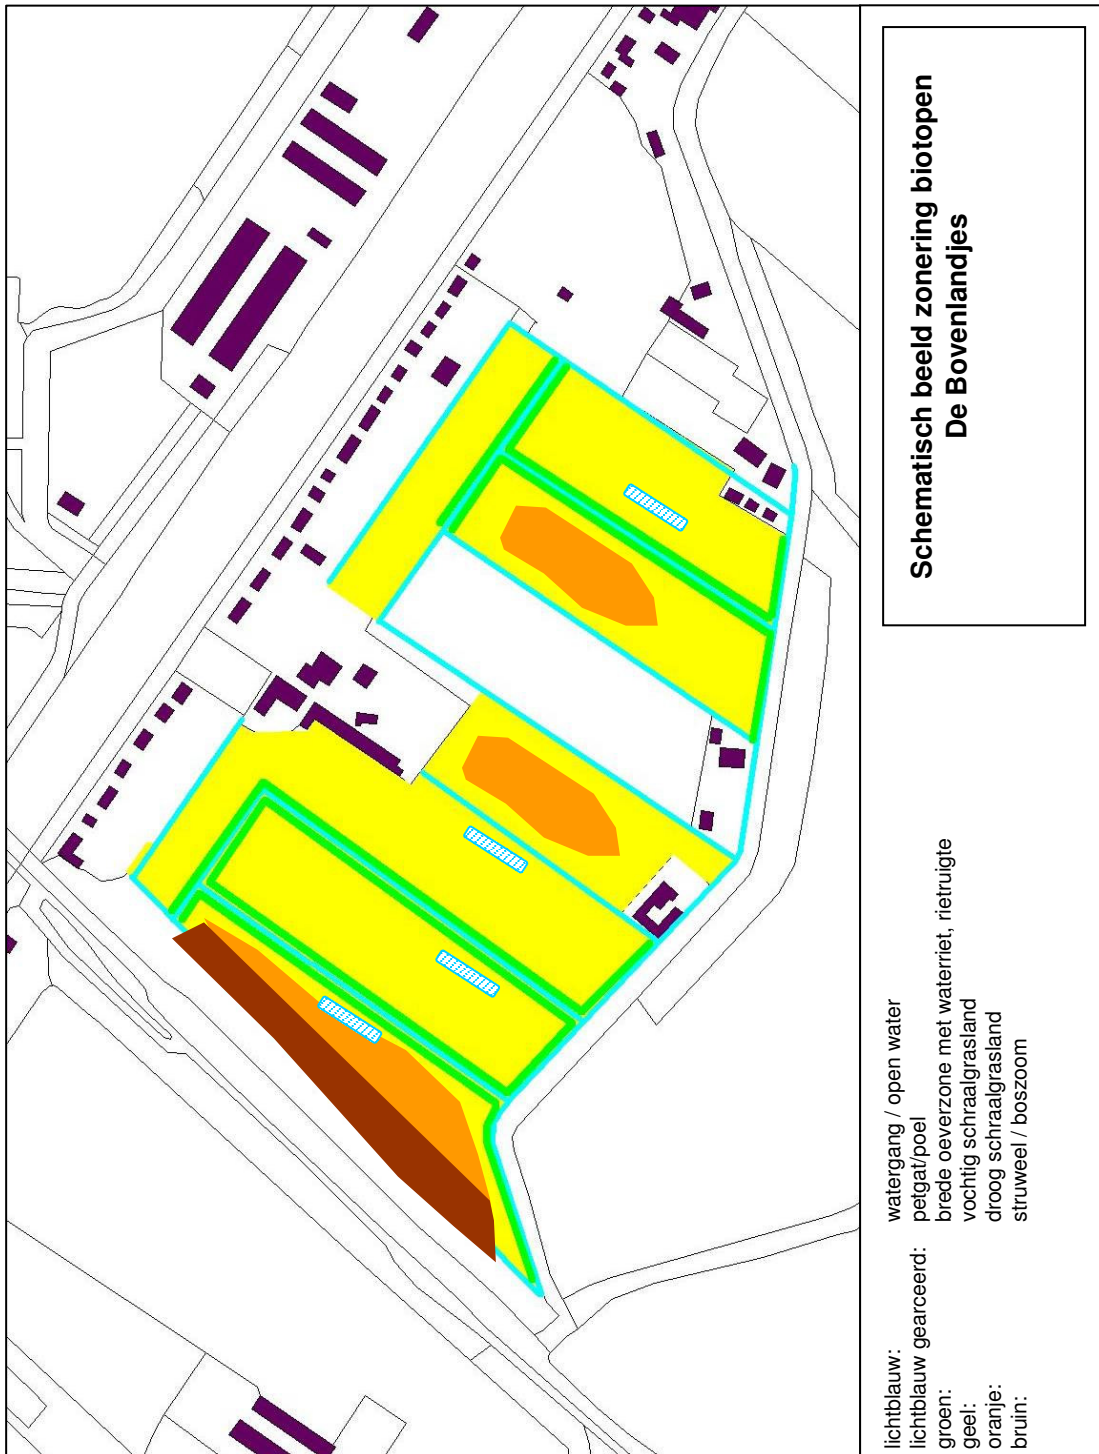 Schematisch beeld zonering biotopen
De Bovenlandjes
lichtblauw: watergang / open water
lichtblauw gearceerd: petgat/poel
groen: brede oeverzone met waterriet, rietruigte
geel: vochtig schraalgrasland
oranje: droog schraalgrasland
bruin: struweel / boszoom